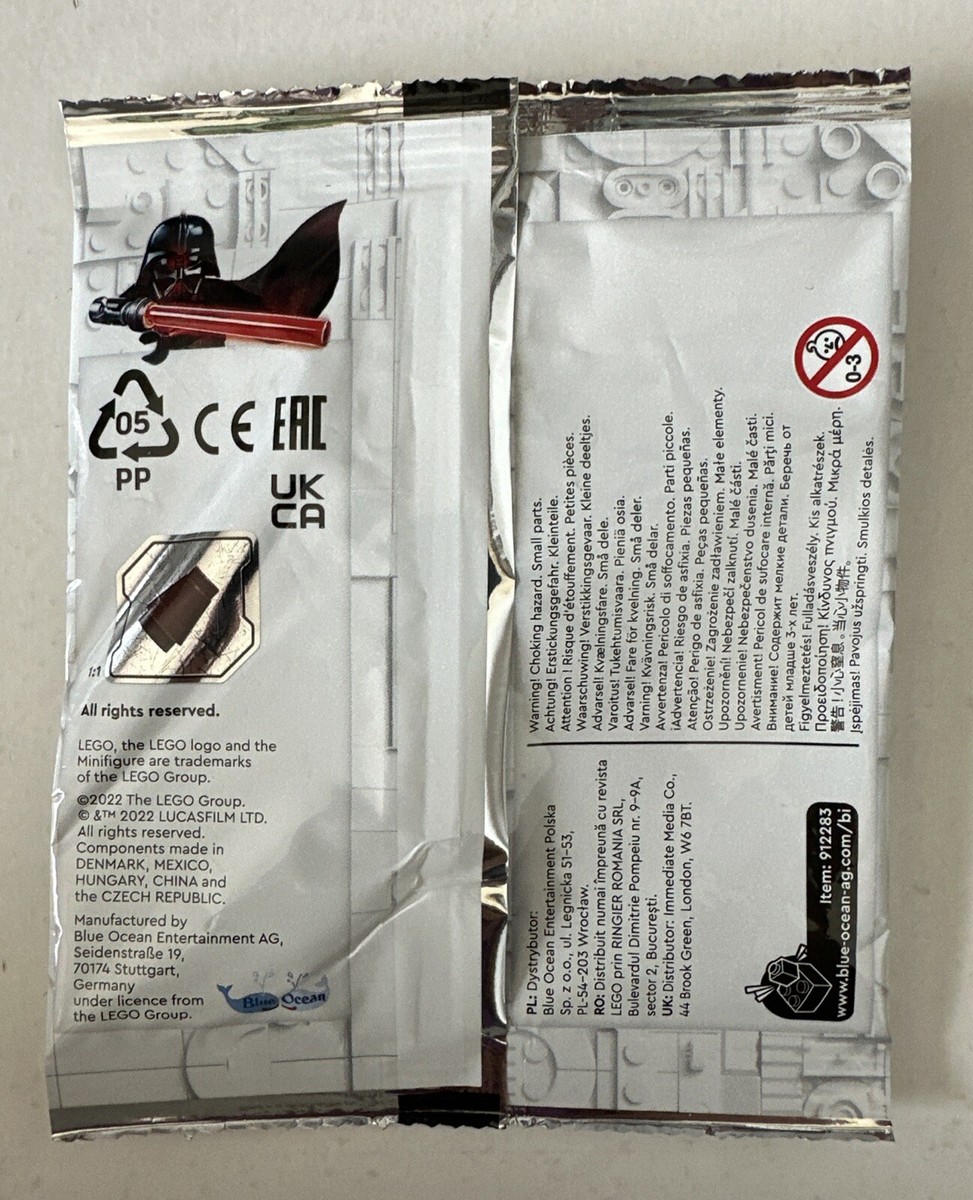 05
PP
CE
EAC
UK
CA
1:1
All rights reserved.
LEGO, the LEGO logo and the
Minifigure are trademarks
of the LEGO Group.
©2022 The LEGO Group.
© &™ 2022 LUCASFILM LTD.
All rights reserved.
Components made in
DENMARK, MEXICO,
HUNGARY, CHINA and
the CZECH REPUBLIC.
Manufactured by
Blue Ocean Entertainment AG,
Seidenstraße 19,
70174 Stuttgart,
Germany
under licence from
the LEGO Group.
Blue Ocean
Warning! Choking hazard. Small parts.
Achtung! Erstickungsgefahr. Kleinteile.
Attention ! Risque d'étouffement. Petites pièces.
Waarschuwing! Verstikkingsgevaar. Kleine deeltjes.
Advarsel! Kvælningsfare. Små dele.
Varoitus! Tukehtumisvaara. Pieniä osia.
Advarsel! Fare for kvelning. Små deler.
Varning! Kvävningsrisk. Små delar.
Avvertenza! Pericolo di soffocamento. Parti piccole.
¡Advertencia! Riesgo de asfixia. Piezas pequeñas.
Atenção! Perigo de asfixia. Peças pequenas.
Ostrzeżenie! Zagrożenie zadławieniem. Małe elementy.
Upozornění! Nebezpečí zalknutí. Malé části.
Upozornenie! Nebezpečenstvo dusenia. Malé časti.
Avertisment! Pericol de sufocare internă. Părți mici.
Внимание! Содержит мелкие детали. Беречь от
детей младше 3-х лет.
Figyelmeztetés! Fulladásveszély. Kis alkatrészek.
Προειδοποίηση! Κίνδυνος πνιγμού. Μικρά μέρη.
警告！小心窒息。当心小物件。
Įspėjimas! Pavojus užspringti. Smulkios detalės.
0-3
PL: Dystrybutor:
Blue Ocean Entertainment Polska
Sp. z o.o., ul. Legnicka 51-53,
PL-54-203 Wrocław.
RO: Distribuit numai împreună cu revista
LEGO prin RINGIER ROMANIA SRL,
Bulevardul Dimitrie Pompeiu nr. 9-9A,
sector 2, București.
UK: Distributor: Immediate Media Co.,
44 Brook Green, London, W6 7BT.
Item: 912283
www.blue-ocean-ag.com/bi